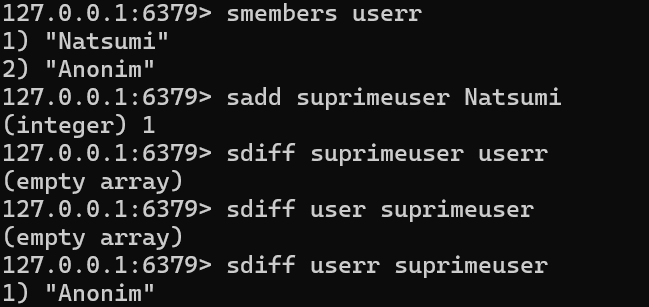 127.0.0.1:6379> smembers userr
1) "Natsumi"
2) "Anonim"
127.0.0.1:6379> sadd suprimeuser Natsumi
(integer) 1
127.0.0.1:6379> sdiff suprimeuser userr
(empty array)
127.0.0.1:6379> sdiff user suprimeuser
(empty array)
127.0.0.1:6379> sdiff userr suprimeuser
1) "Anonim"